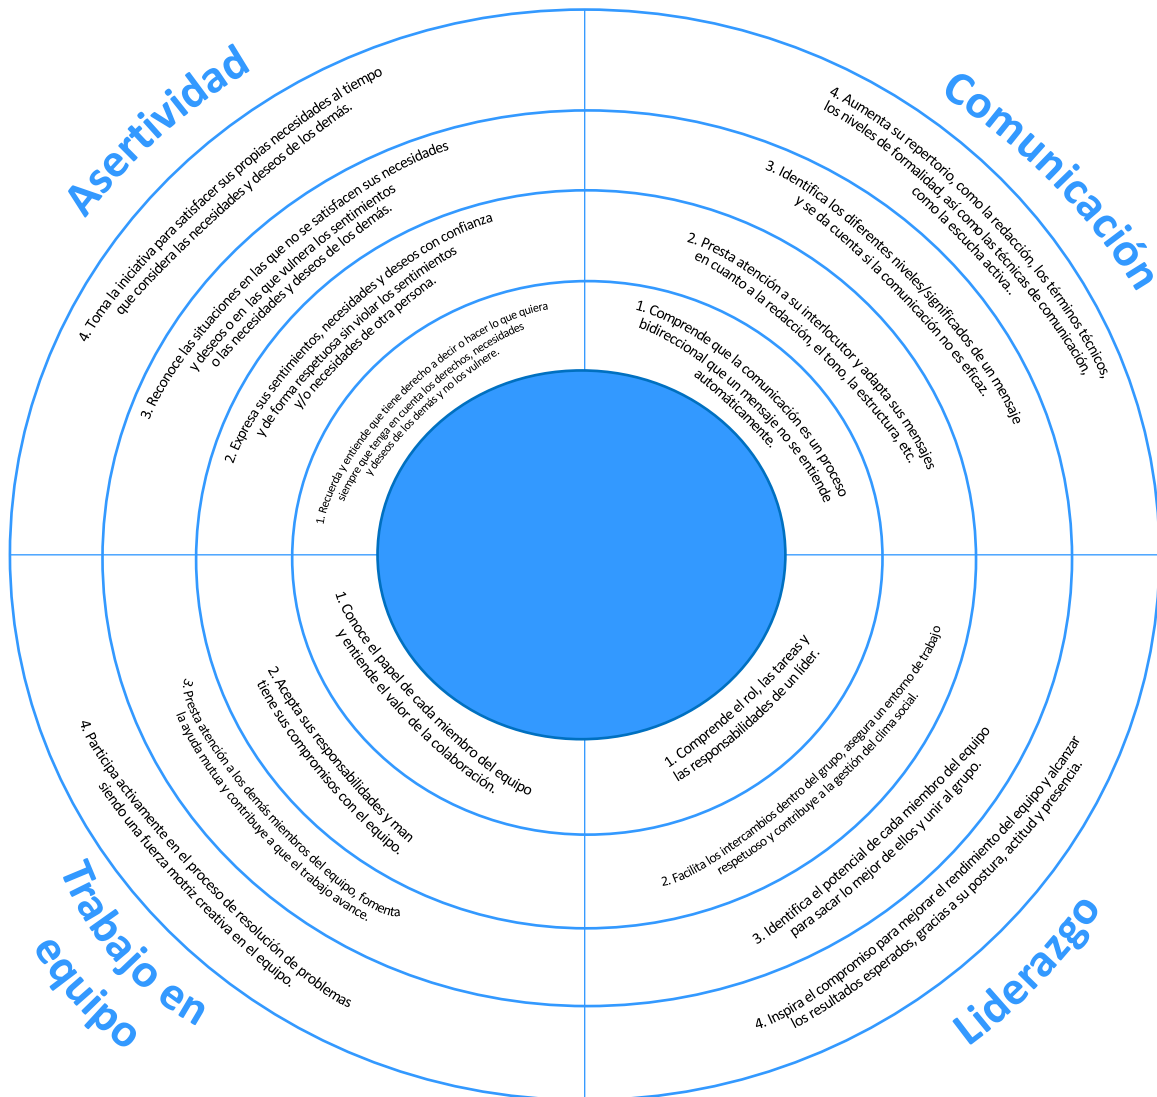 Asertividad
4. Toma la iniciativa para satisfacer sus propias necesidades al tiempo
que considera las necesidades y deseos de los demás.
3. Reconoce las situaciones en las que no se satisfacen sus necesidades
y deseos o en las que vulnera los sentimientos
o las necesidades y deseos de los demás.
2. Expresa sus sentimientos, necesidades y deseos con confianza
y de forma respetuosa sin violar los sentimientos
y/o necesidades de otra persona.
1. Recuerda y entiende que tiene derecho a decir o hacer lo que quiera
siempre que tenga en cuenta los derechos, necesidades
y deseos de los demás y no los vulnere.
Comunicación
4. Aumenta su repertorio, como la redacción, los términos técnicos,
los niveles de formalidad, así como las técnicas de comunicación,
como la escucha activa..
3. Identifica los diferentes niveles/significados de un mensaje
y se da cuenta si la comunicación no es eficaz.
2. Presta atención a su interlocutor y adapta sus mensajes
en cuanto a la redacción, el tono, la estructura, etc.
1. Comprende que la comunicación es un proceso
bidireccional que un mensaje no se entiende
automáticamente.
1. Conoce el papel de cada miembro del equipo
y entiende el valor de la colaboración.
2. Acepta sus responsabilidades y man
tiene sus compromisos con el equipo.
3. Presta atención a los demás miembros del equipo, fomenta
la ayuda mutua y contribuye a que el trabajo avance.
4. Participa activamente en el proceso de resolución de problemas
siendo una fuerza motriz creativa en el equipo.
Trabajo en
equipo
1. Comprende el rol, las tareas y
las responsabilidades de un líder.
2. Facilita los intercambios dentro del grupo, asegura un entorno de trabajo
respetuoso y contribuye a la gestión del clima social.
3. Identifica el potencial de cada miembro del equipo
para sacar lo mejor de ellos y unir al grupo.
4. Inspira el compromiso para mejorar el rendimiento del equipo y alcanzar
los resultados esperados, gracias a su postura, actitud y presencia.
Liderazgo